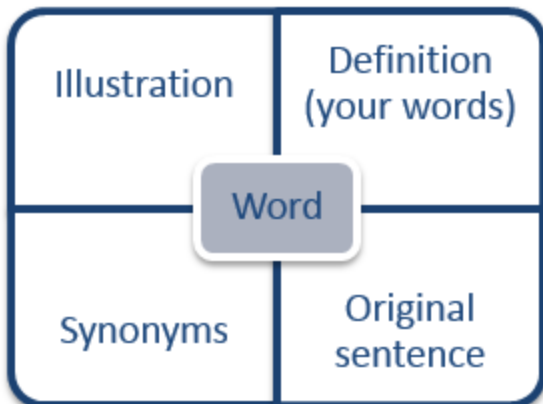 Illustration
Definition
(your words)
Word
Synonyms
Original
sentence